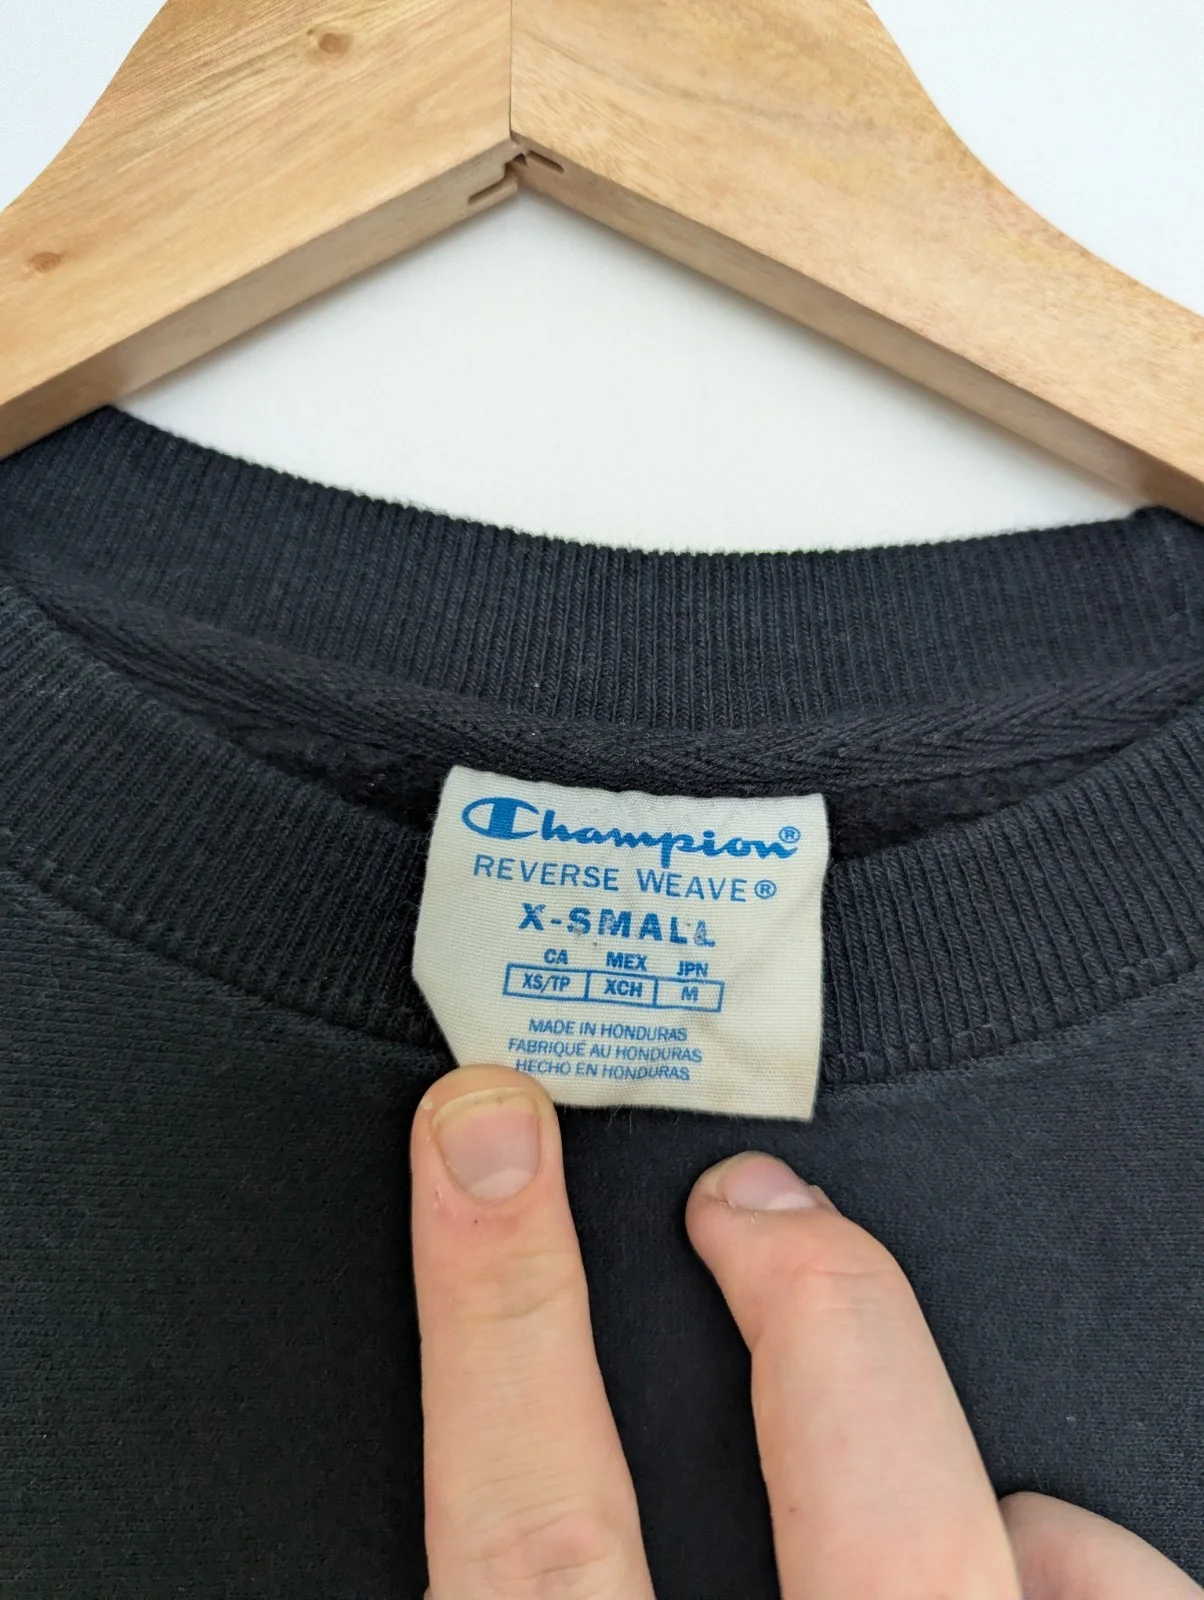 Champion®
REVERSE WEAVE®
X-SMALL
CA MEX JPN
XS/TP XCH M
MADE IN HONDURAS
FABRIQUÉ AU HONDURAS
HECHO EN HONDURAS